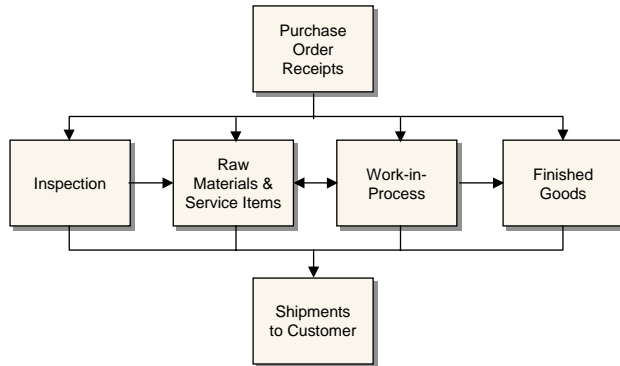 Purchase
Order
Receipts
Inspection
Raw
Materials &
Service Items
Work-in-
Process
Finished
Goods
Shipments
to Customer